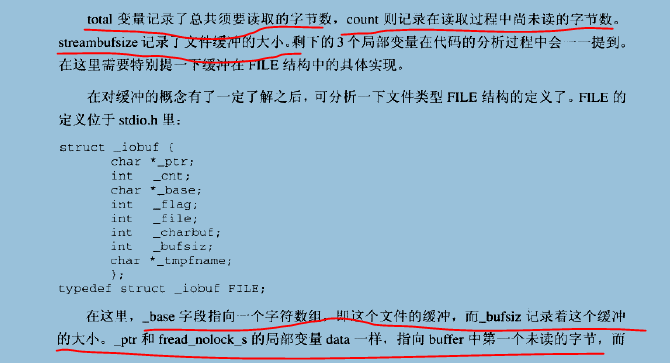 total 变量记录了总共须要读取的字节数，count 则记录在读取过程中尚未读的字节数。
streambufsize 记录了文件缓冲的大小。剩下的 3 个局部变量在代码的分析过程中会一一提到。
在这里需要特别提一下缓冲在 FILE 结构中的具体实现。
在对缓冲的概念有了一定了解之后，可分析一下文件类型 FILE 结构的定义了。FILE 的
定义位于 stdio.h 里：
struct _iobuf {
char *_ptr;
int _cnt;
char *_base;
int _flag;
int _file;
int _charbuf;
int _bufsiz;
char *_tmpfname;
};
typedef struct _iobuf FILE;
在这里，_base 字段指向一个字符数组，即这个文件的缓冲，而_bufsiz 记录着这个缓冲
的大小。_ptr 和 fread_nolock_s 的局部变量 data 一样，指向 buffer 中第一个未读的字节，而